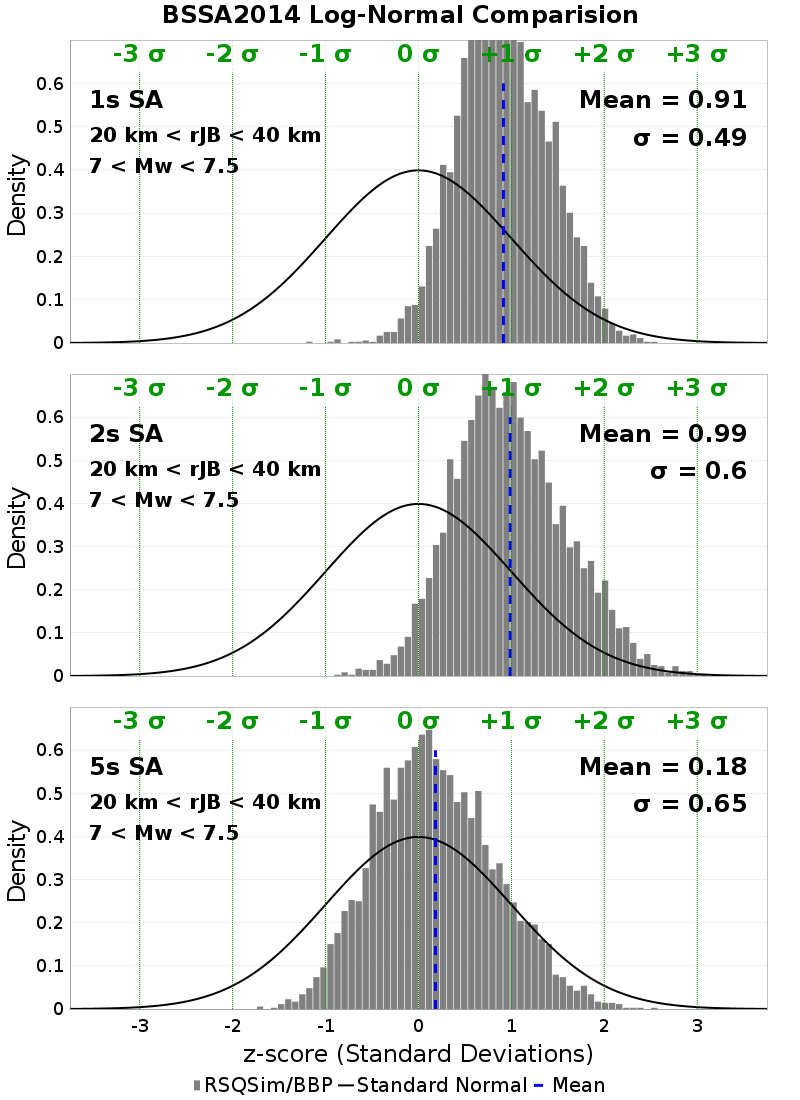 BSSA2014 Log-Normal Comparision
-3 σ -2 σ -1 σ 0 σ +1 σ +2 σ +3 σ
1s SA
Mean = 0.91
20 km < rJB < 40 km
σ = 0.49
7 < Mw < 7.5
Density
0.6
0.5
0.4
0.3
0.2
0.1
0
-3 σ -2 σ -1 σ 0 σ +1 σ +2 σ +3 σ
2s SA
Mean = 0.99
20 km < rJB < 40 km
σ = 0.6
7 < Mw < 7.5
Density
0.6
0.5
0.4
0.3
0.2
0.1
0
-3 σ -2 σ -1 σ 0 σ +1 σ +2 σ +3 σ
5s SA
Mean = 0.18
20 km < rJB < 40 km
σ = 0.65
7 < Mw < 7.5
Density
0.6
0.5
0.4
0.3
0.2
0.1
0
-3 -2 -1 0 1 2 3
z-score (Standard Deviations)
RSQSim/BBP Standard Normal Mean